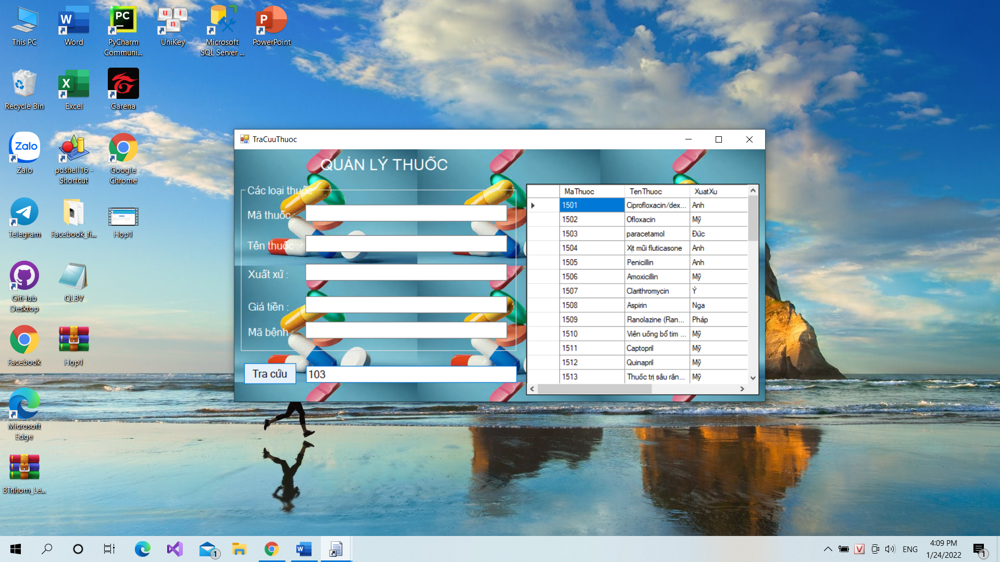 This PC
Word
PyCharm
Communi...
UniKey
Microsoft
SQL Server ...
PowerPoint
Recycle Bin
Excel
Garena
Zalo
Zalo
pdshell16 -
Shortcut
Google
Chrome
Telegram
Facebook_fi...
Họp1
GitHub
Desktop
QLBV
Facebook
Họp1
Microsoft
Edge
BTnhom_Le...
TraCuuThuoc
QUẢN LÝ THUỐC
Các loại thuốc
Mã thuốc :
Tên thuốc :
Xuất xứ :
Giá tiền :
Mã bệnh :
Tra cứu
103
MaThuoc TenThuoc XuatXu
1501 Ciprofloxacin/dex... Anh
1502 Ofloxacin Mỹ
1503 paracetamol Đức
1504 Xịt mũi fluticasone Anh
1505 Penicillin Anh
1506 Amoxicillin Mỹ
1507 Clarithromycin Ý
1508 Aspirin Nga
1509 Ranolazine (Ran... Pháp
1510 Viên uống bổ tim ... Mỹ
1511 Captopril Mỹ
1512 Quinapril Mỹ
1513 Thuốc trị sâu răn... Mỹ
1
ENG
4:09 PM
1/24/2022
1